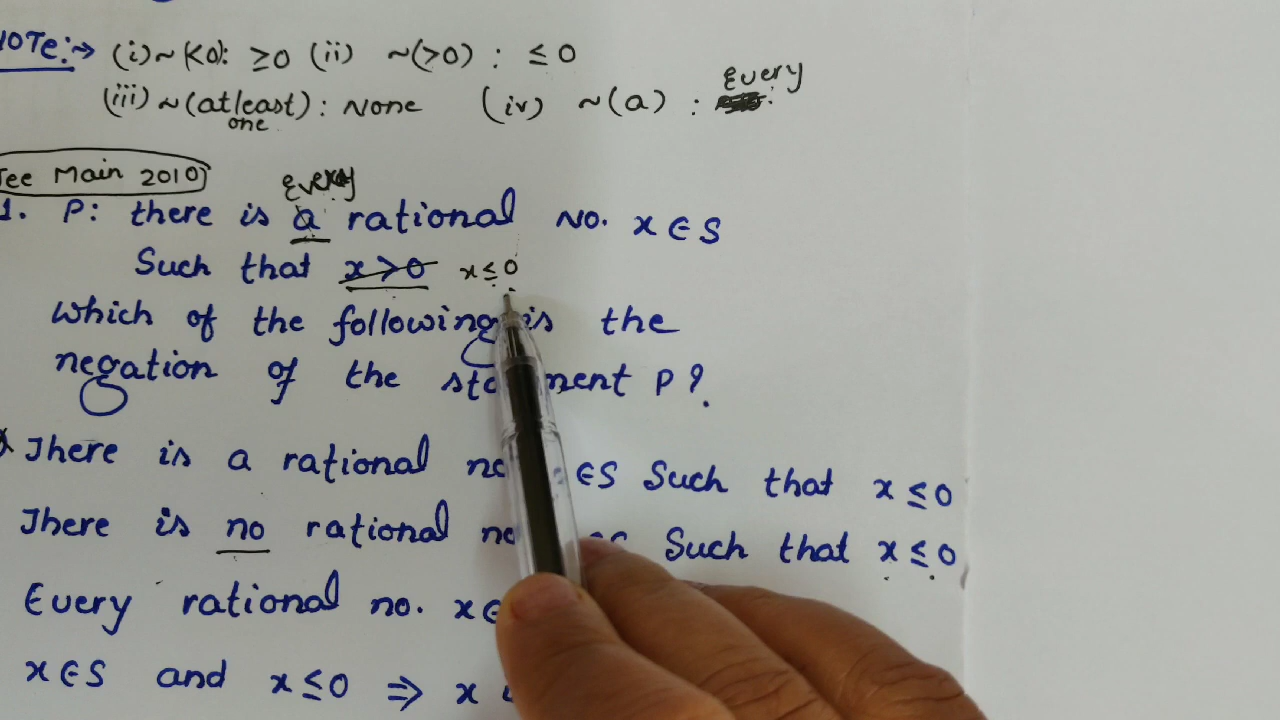 NOTE:→ (i) ~(<0): ≥0 (ii) ~(>0) : ≤ 0
(iii) ~(atleast one) : None (iv) ~(a) : Every
Jee Main 2010
1. P: there is a rational No. x ∈ S
Every
Such that x>0 x≤0
which of the following is the
negation of the statement P?
There is a rational no ∈S Such that x ≤ 0
There is no rational no Such that x ≤ 0
Every rational no. x∈
x∈S and x≤0 ⇒ x